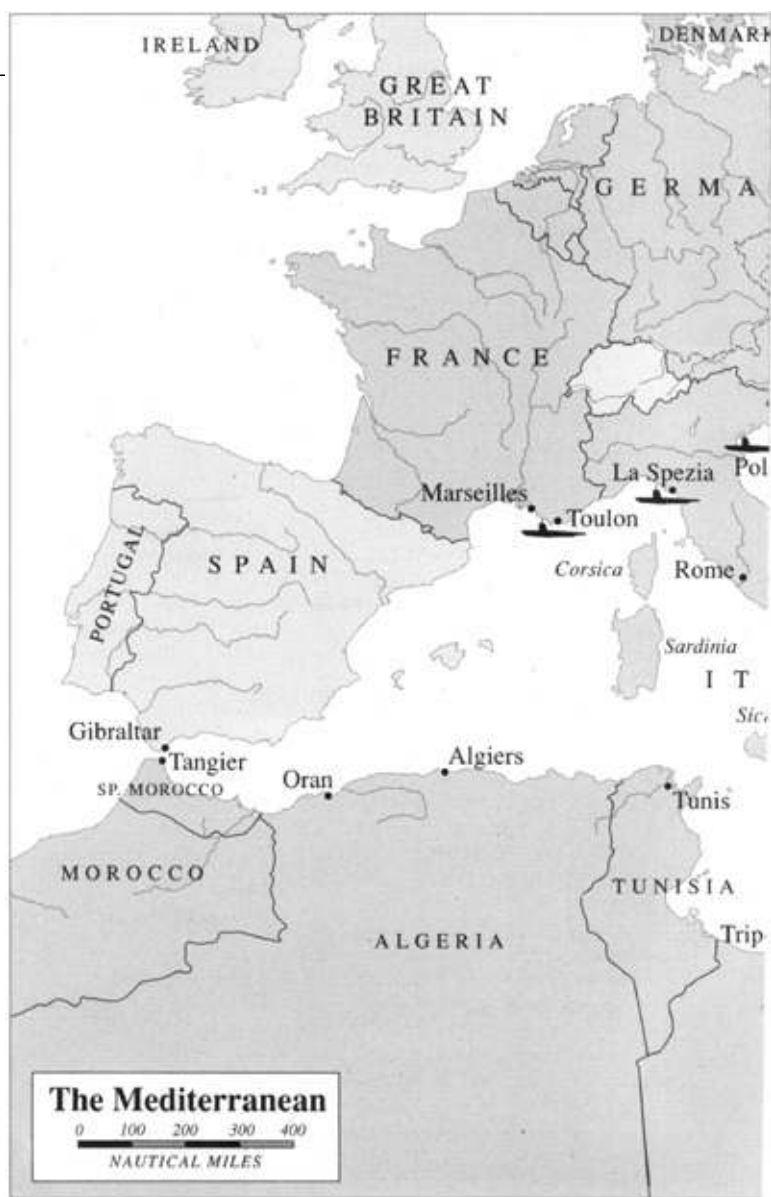 IRELAND
DENMARK
GREAT
BRITAIN
GERMA
FRANCE
La Spezia
Pol
Marseilles
Toulon
Corsica
Rome
PORTUGAL
SPAIN
Sardinia
IT
Sic
Gibraltar
Tangier
Algiers
Oran
SP. MOROCCO
Tunis
MOROCCO
TUNISIA
ALGERIA
Trip
The Mediterranean
0 100 200 300 400
NAUTICAL MILES